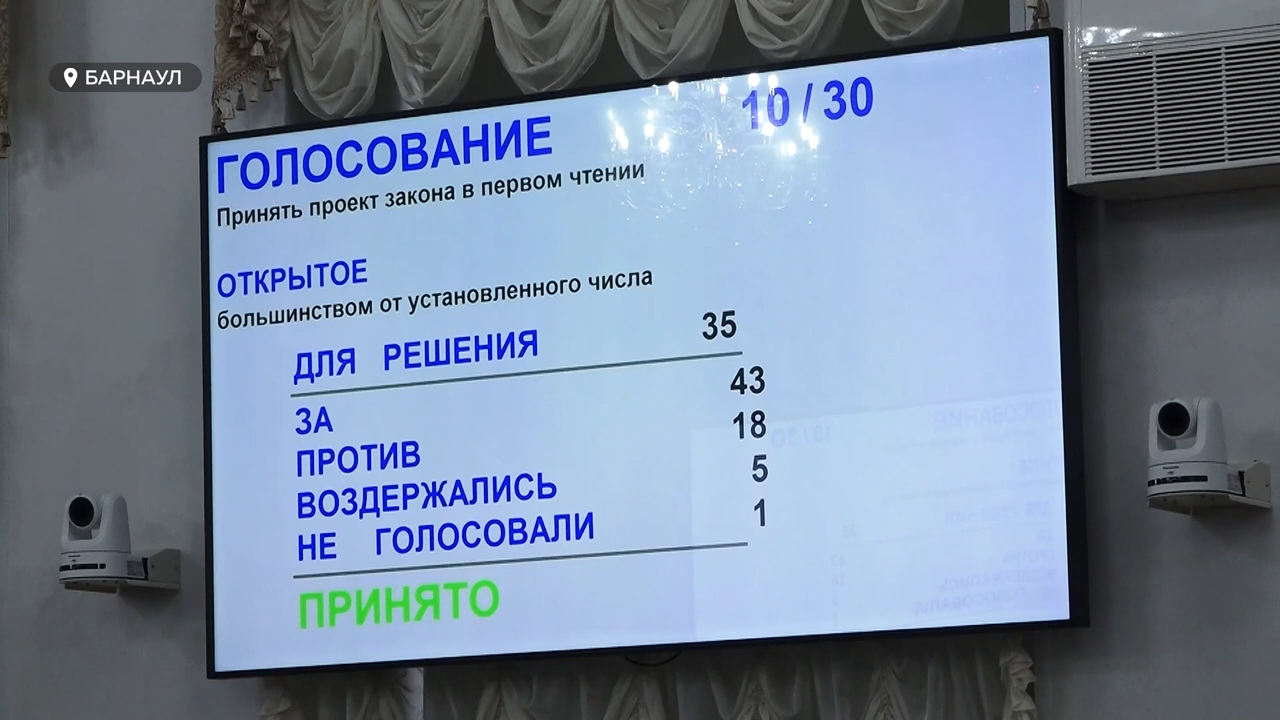 БАРНАУЛ
10 / 30
ГОЛОСОВАНИЕ
Принять проект закона в первом чтении
ОТКРЫТОЕ
большинством от установленного числа
ДЛЯ РЕШЕНИЯ 35
ЗА 43
ПРОТИВ 18
ВОЗДЕРЖАЛИСЬ 5
НЕ ГОЛОСОВАЛИ 1
ПРИНЯТО